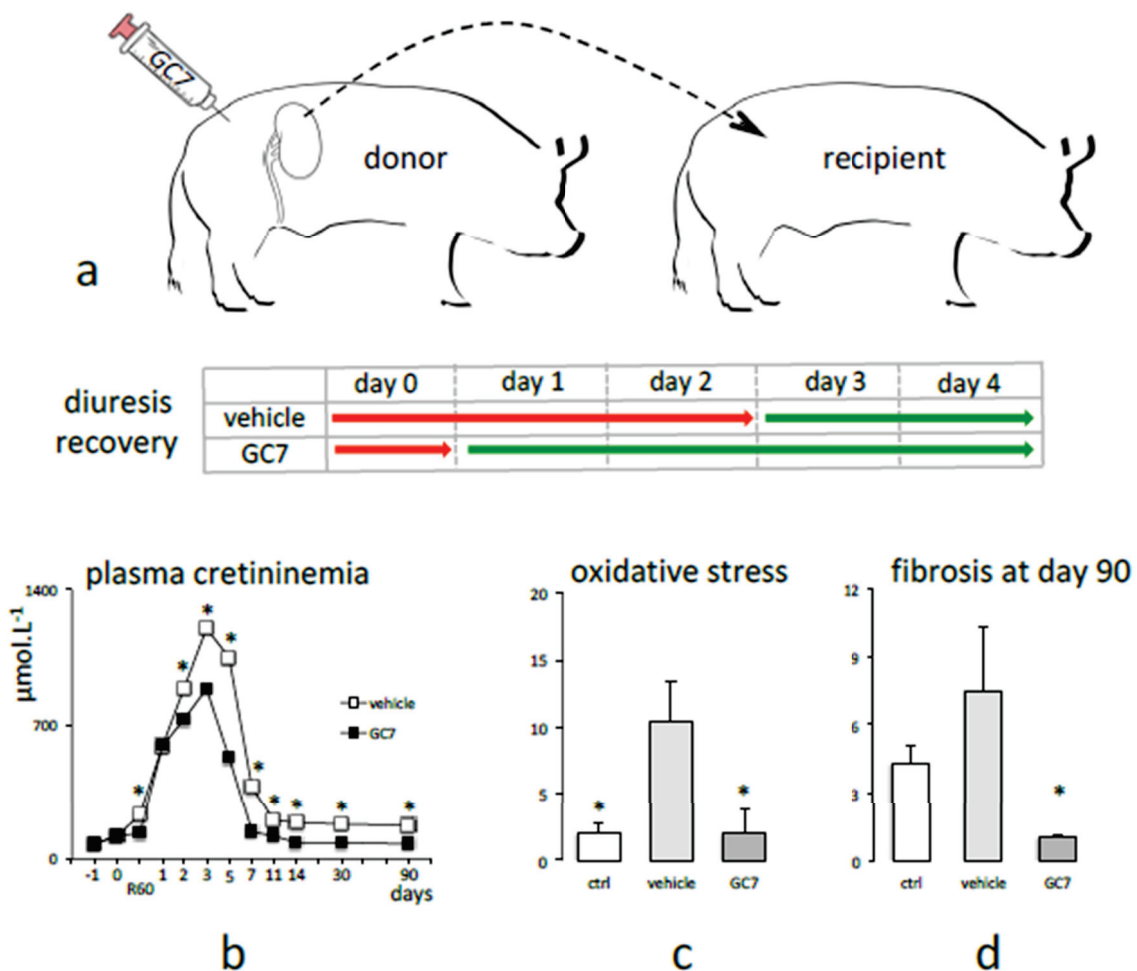 GC7
donor
recipient
a
diuresis
recovery
day 0 day 1 day 2 day 3 day 4
vehicle
GC7
plasma cretininemia
μmol.L-1
1400
700
0
* * * * * * * * * *
vehicle
GC7
-1 0 R60 1 2 3 5 7 11 14 30 90
days
b
oxidative stress
20
15
10
5
0
* *
ctrl vehicle GC7
c
fibrosis at day 90
12
9
6
3
0
*
ctrl vehicle GC7
d